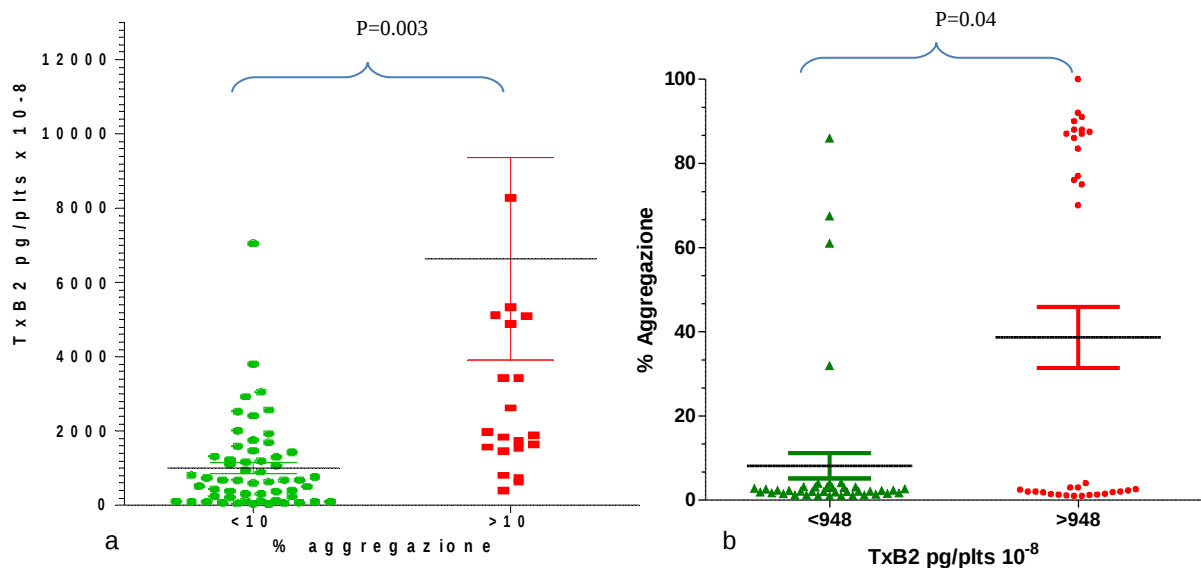 P=0.003
TxB2 pg/plts x 10-8
12000
10000
8000
6000
4000
2000
0
<10
>10
% aggregazione
a
P=0.04
% Aggregazione
100
80
60
40
20
0
<948
>948
TxB2 pg/plts 10-8
b